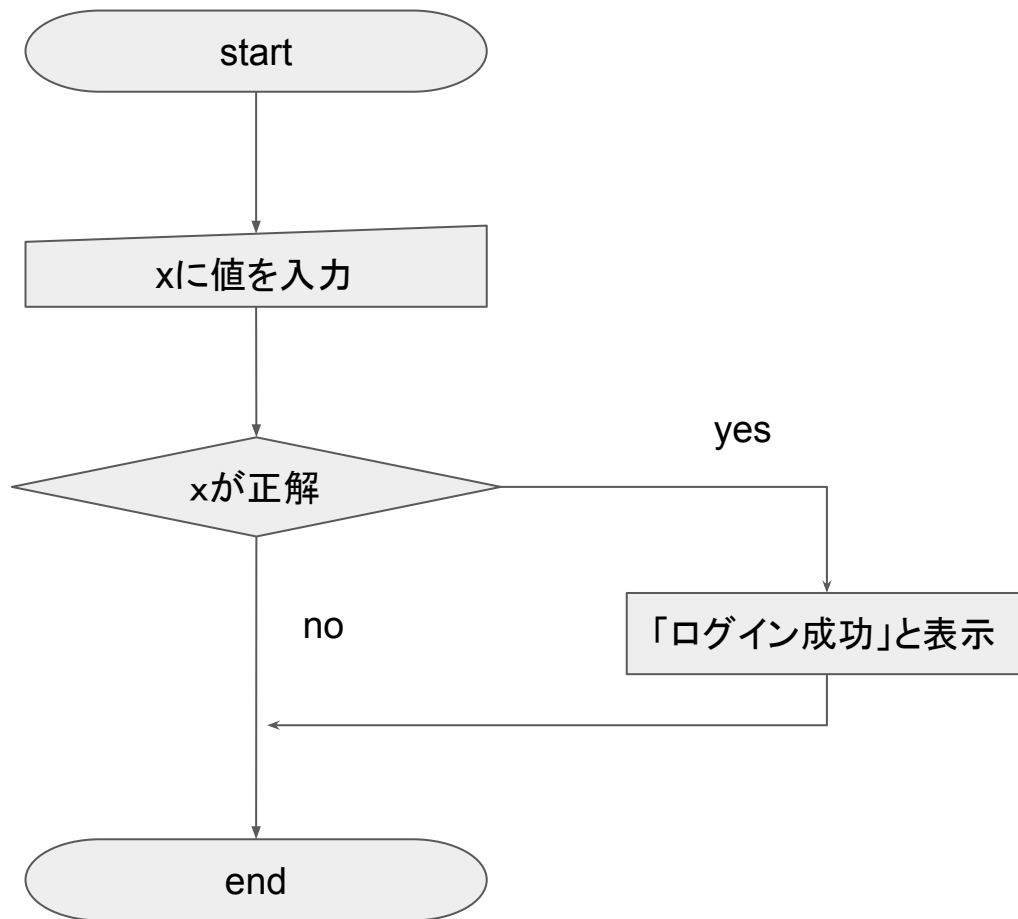 start
xに値を入力
xが正解
yes
no
「ログイン成功」と表示
end